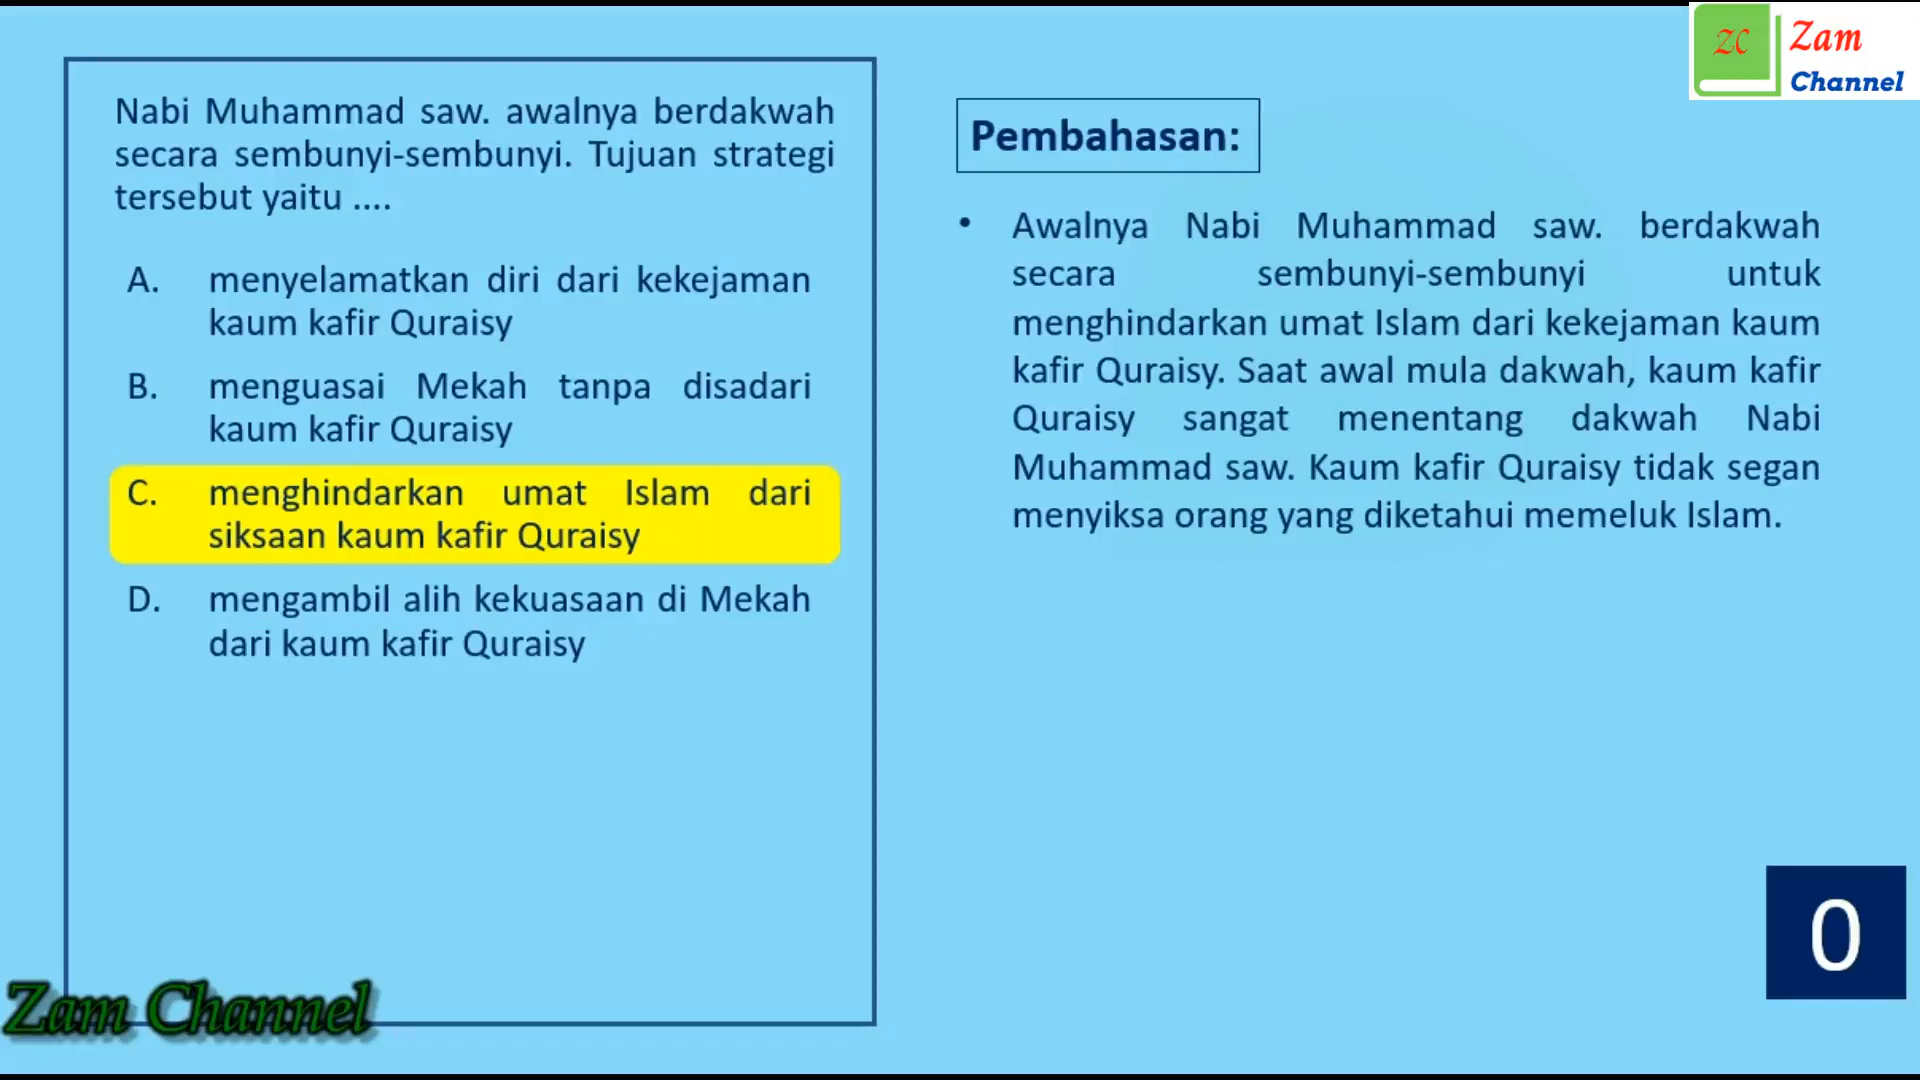 Nabi Muhammad saw. awalnya berdakwah
secara sembunyi-sembunyi. Tujuan strategi
tersebut yaitu ....
A. menyelamatkan diri dari kekejaman
kaum kafir Quraisy
B. menguasai Mekah tanpa disadari
kaum kafir Quraisy
C. menghindarkan umat Islam dari
siksaan kaum kafir Quraisy
D. mengambil alih kekuasaan di Mekah
dari kaum kafir Quraisy
Zam Channel
ZC
Zam
Channel
Pembahasan:
• Awalnya Nabi Muhammad saw. berdakwah
secara sembunyi-sembunyi untuk
menghindarkan umat Islam dari kekejaman kaum
kafir Quraisy. Saat awal mula dakwah, kaum kafir
Quraisy sangat menentang dakwah Nabi
Muhammad saw. Kaum kafir Quraisy tidak segan
menyiksa orang yang diketahui memeluk Islam.
0